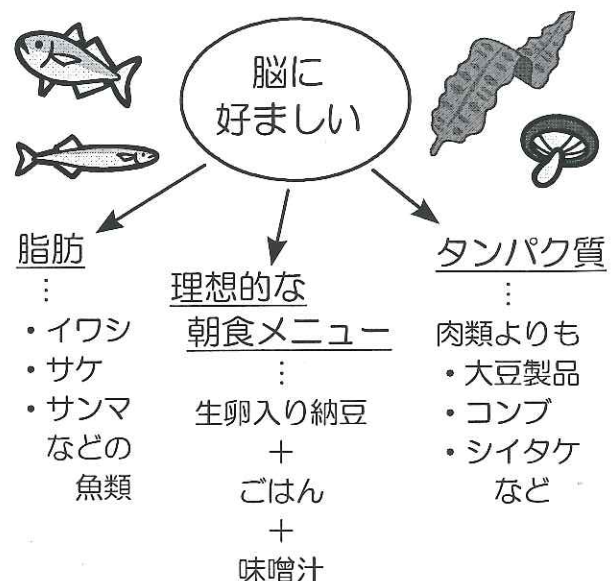 脳に
好ましい
脂肪
…
・イワシ
・サケ
・サンマ
などの
魚類
理想的な
朝食メニュー
…
生卵入り納豆
+
ごはん
+
味噌汁
タンパク質
…
肉類よりも
・大豆製品
・コンブ
・シイタケ
など